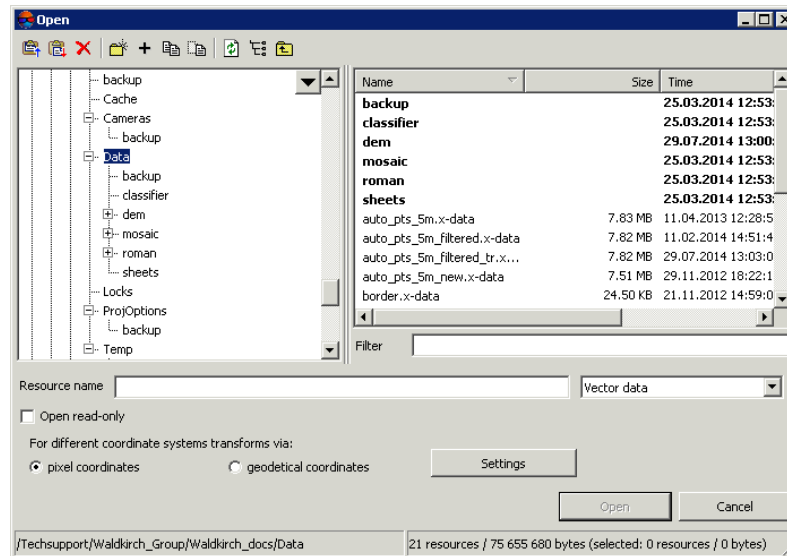 Open
backup
Cache
Cameras
backup
Data
backup
classifier
dem
mosaic
roman
sheets
Locks
ProjOptions
backup
Temp
Name Size Time
backup 25.03.2014 12:53:
classifier 25.03.2014 12:53:
dem 29.07.2014 13:00:
mosaic 25.03.2014 12:53:
roman 25.03.2014 12:53:
sheets 25.03.2014 12:53:
auto_pts_5m.x-data 7.83 MB 11.04.2013 12:28:5
auto_pts_5m_filtered.x-data 7.82 MB 11.02.2014 14:51:4
auto_pts_5m_filtered_tr.x... 7.82 MB 29.07.2014 13:03:0
auto_pts_5m_new.x-data 7.51 MB 29.11.2012 18:22:1
border.x-data 24.50 KB 21.11.2012 14:59:0
Filter
Resource name Vector data
Open read-only
For different coordinate systems transforms via:
pixel coordinates geodetical coordinates Settings
Open Cancel
/Techsupport/Waldkirch_Group/Waldkirch_docs/Data 21 resources / 75 655 680 bytes (selected: 0 resources / 0 bytes)